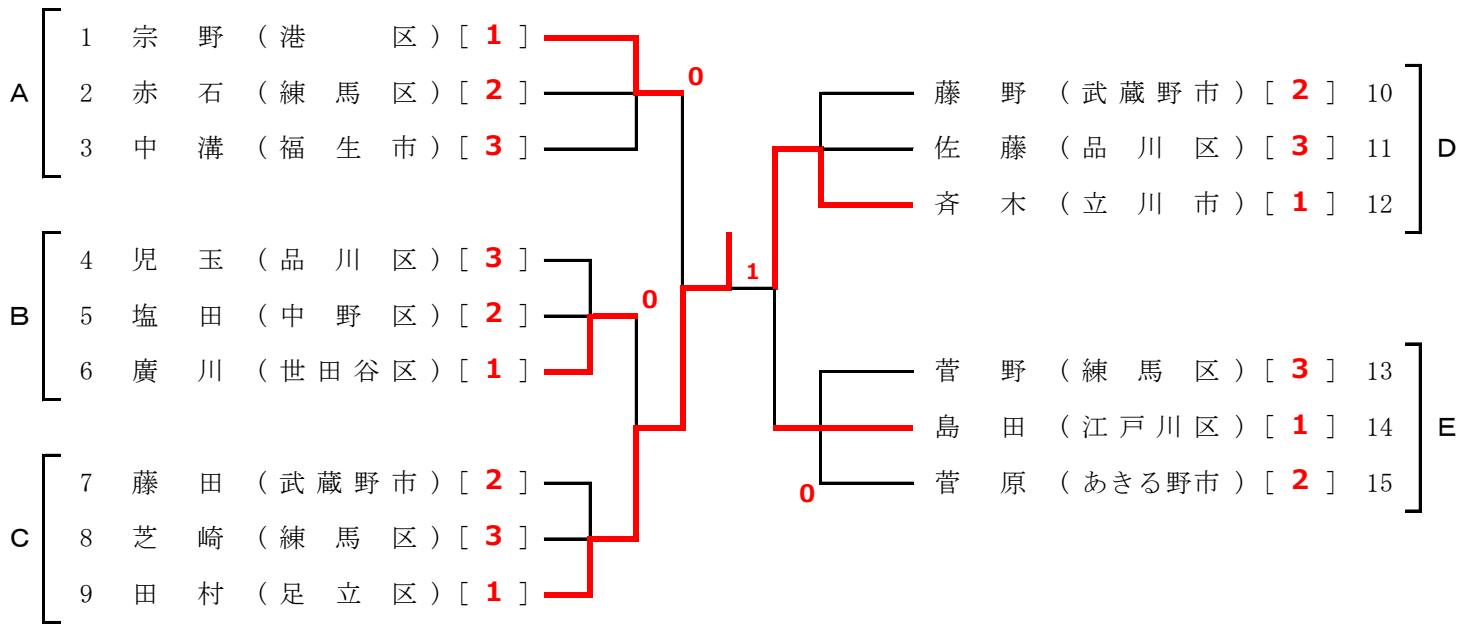 A
1 宗野（港区）[ 1 ]
2 赤石（練馬区）[ 2 ]
3 中溝（福生市）[ 3 ]
0
B
4 児玉（品川区）[ 3 ]
5 塩田（中野区）[ 2 ]
6 廣川（世田谷区）[ 1 ]
0
C
7 藤田（武蔵野市）[ 2 ]
8 芝崎（練馬区）[ 3 ]
9 田村（足立区）[ 1 ]
1
藤野（武蔵野市）[ 2 ] 10
佐藤（品川区）[ 3 ] 11
斉木（立川市）[ 1 ] 12
D
菅野（練馬区）[ 3 ] 13
島田（江戸川区）[ 1 ] 14
菅原（あきる野市）[ 2 ] 15
E
0